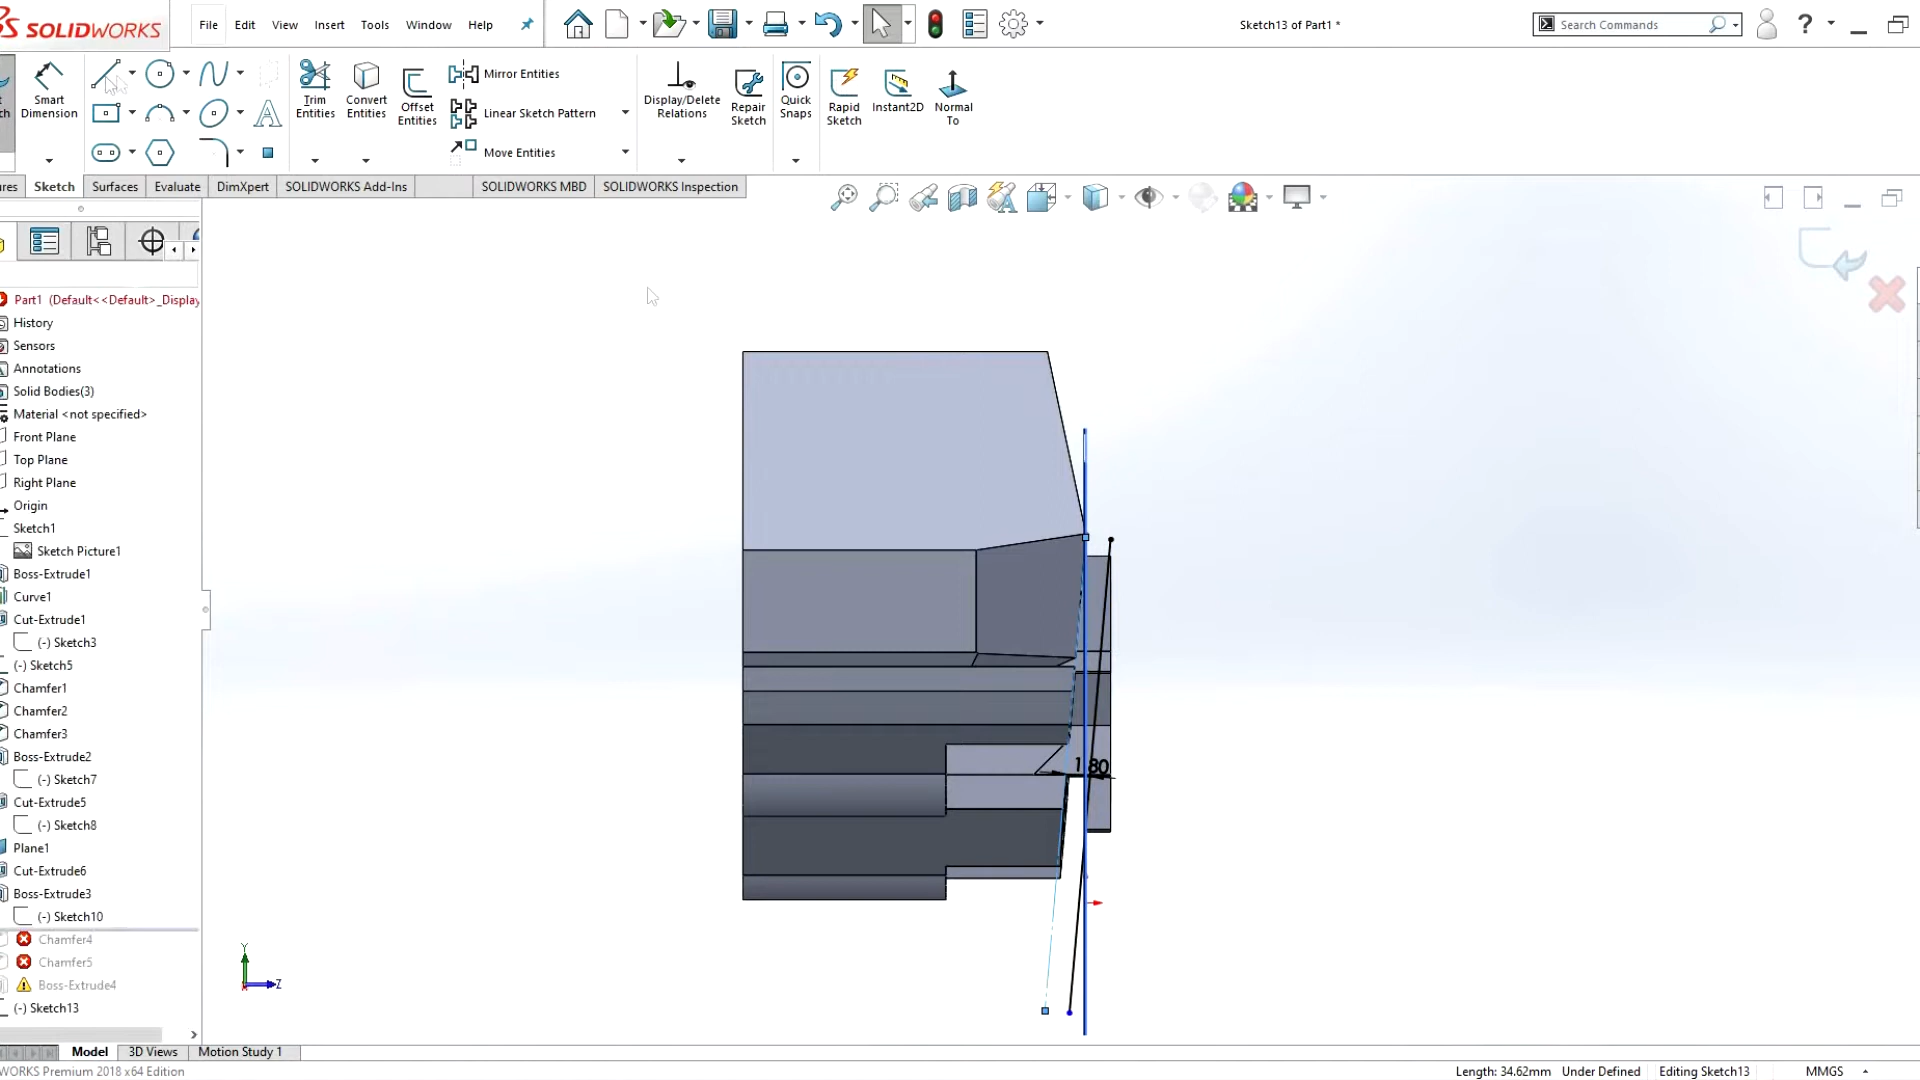 SOLIDWORKS
File Edit View Insert Tools Window Help
Sketch13 of Part1 *
Search Commands
?
Smart Dimension
Trim Entities
Convert Entities
Offset Entities
Mirror Entities
Linear Sketch Pattern
Move Entities
Display/Delete Relations
Repair Sketch
Quick Snaps
Rapid Sketch
Instant2D
Normal To
ures Sketch Surfaces Evaluate DimXpert SOLIDWORKS Add-Ins SOLIDWORKS MBD SOLIDWORKS Inspection
Part1 (Default<<Default>_Display
History
Sensors
Annotations
Solid Bodies(3)
Material <not specified>
Front Plane
Top Plane
Right Plane
Origin
Sketch1
Sketch Picture1
Boss-Extrude1
Curve1
Cut-Extrude1
(-) Sketch3
(-) Sketch5
Chamfer1
Chamfer2
Chamfer3
Boss-Extrude2
(-) Sketch7
Cut-Extrude5
(-) Sketch8
Plane1
Cut-Extrude6
Boss-Extrude3
(-) Sketch10
Chamfer4
Chamfer5
Boss-Extrude4
(-) Sketch13
1.80
Y
Z
Model 3D Views Motion Study 1
WORKS Premium 2018 x64 Edition
Length: 34.62mm Under Defined Editing Sketch13 MMGS